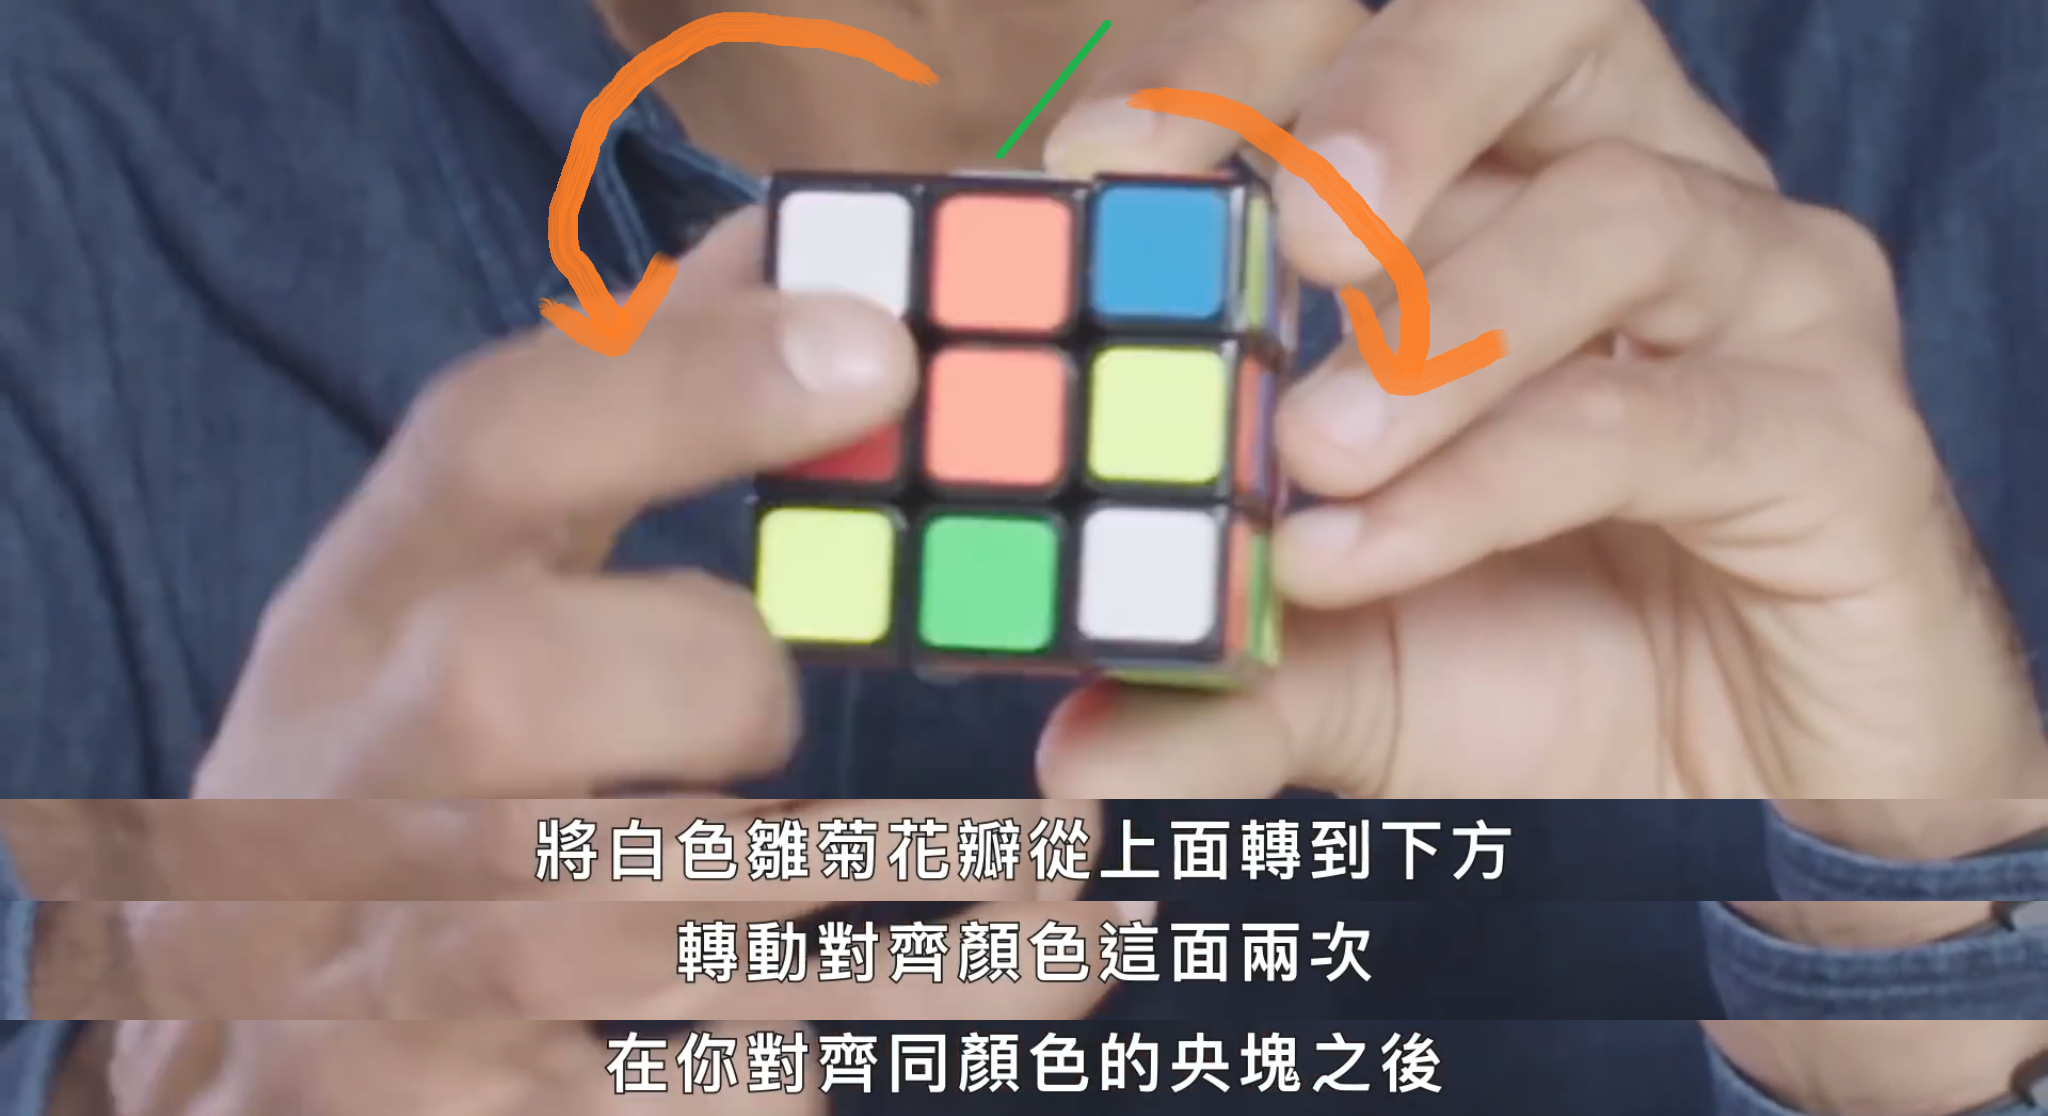 將白色雛菊花瓣從上面轉到下方
轉動對齊顏色這面兩次
在你對齊同顏色的央塊之後